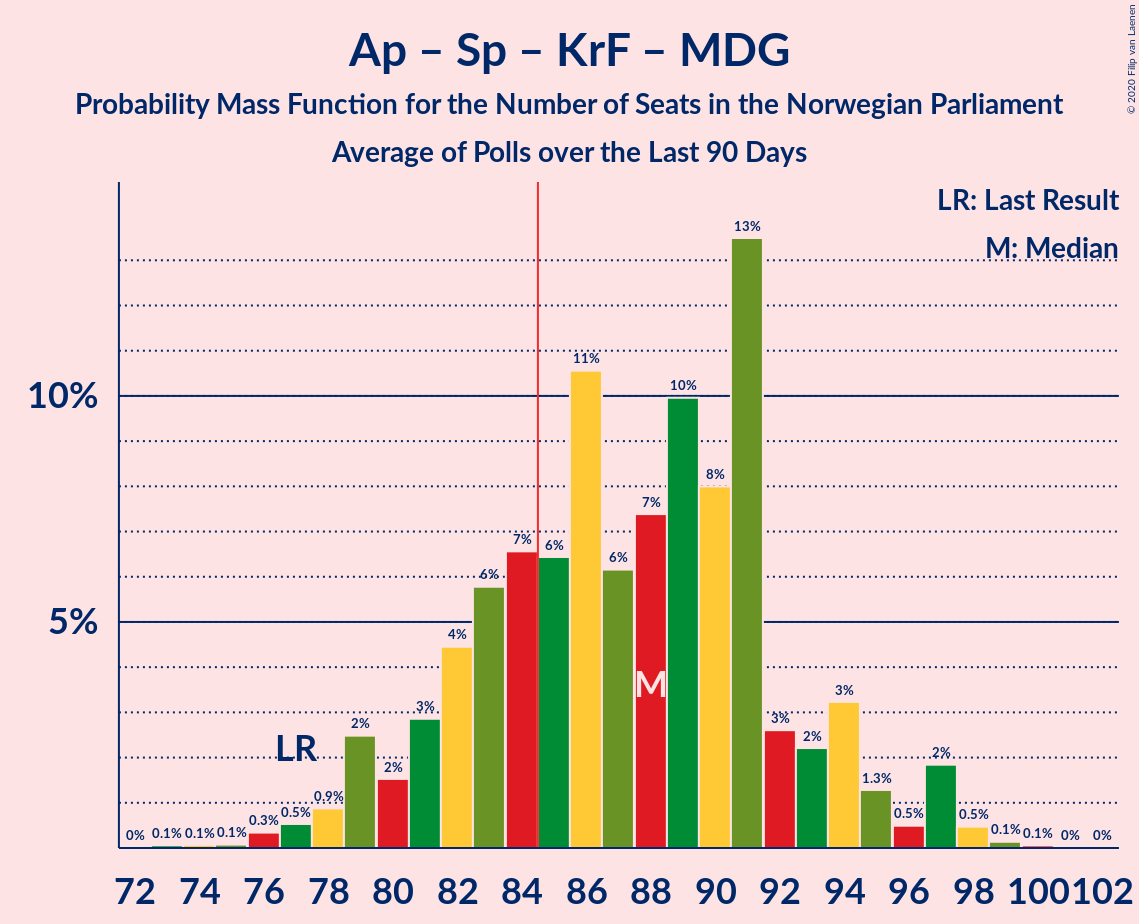 Ap – Sp – KrF – MDG
Probability Mass Function for the Number of Seats in the Norwegian Parliament
Average of Polls over the Last 90 Days
© 2020 Filip van Laenen
LR: Last Result
M: Median
10%
5%
0% 0.1% 0.1% 0.1% 0.3% 0.5% 0.9% 2% 2% 3% 4% 6% 7% 6% 11% 6% 7% 10% 8% 13% 3% 2% 3% 1.3% 0.5% 2% 0.5% 0.1% 0.1% 0% 0%
LR
M
72 74 76 78 80 82 84 86 88 90 92 94 96 98 100 102